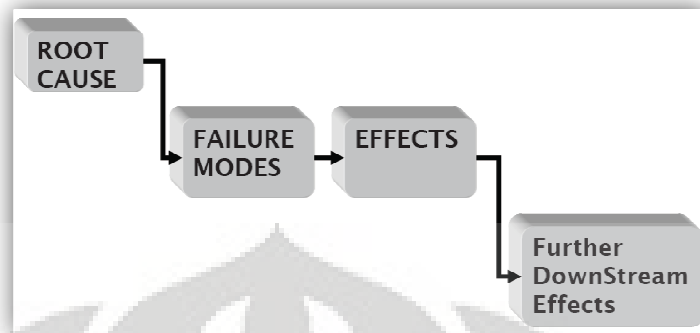 ROOT
CAUSE
FAILURE
MODES
EFFECTS
Further
DownStream
Effects